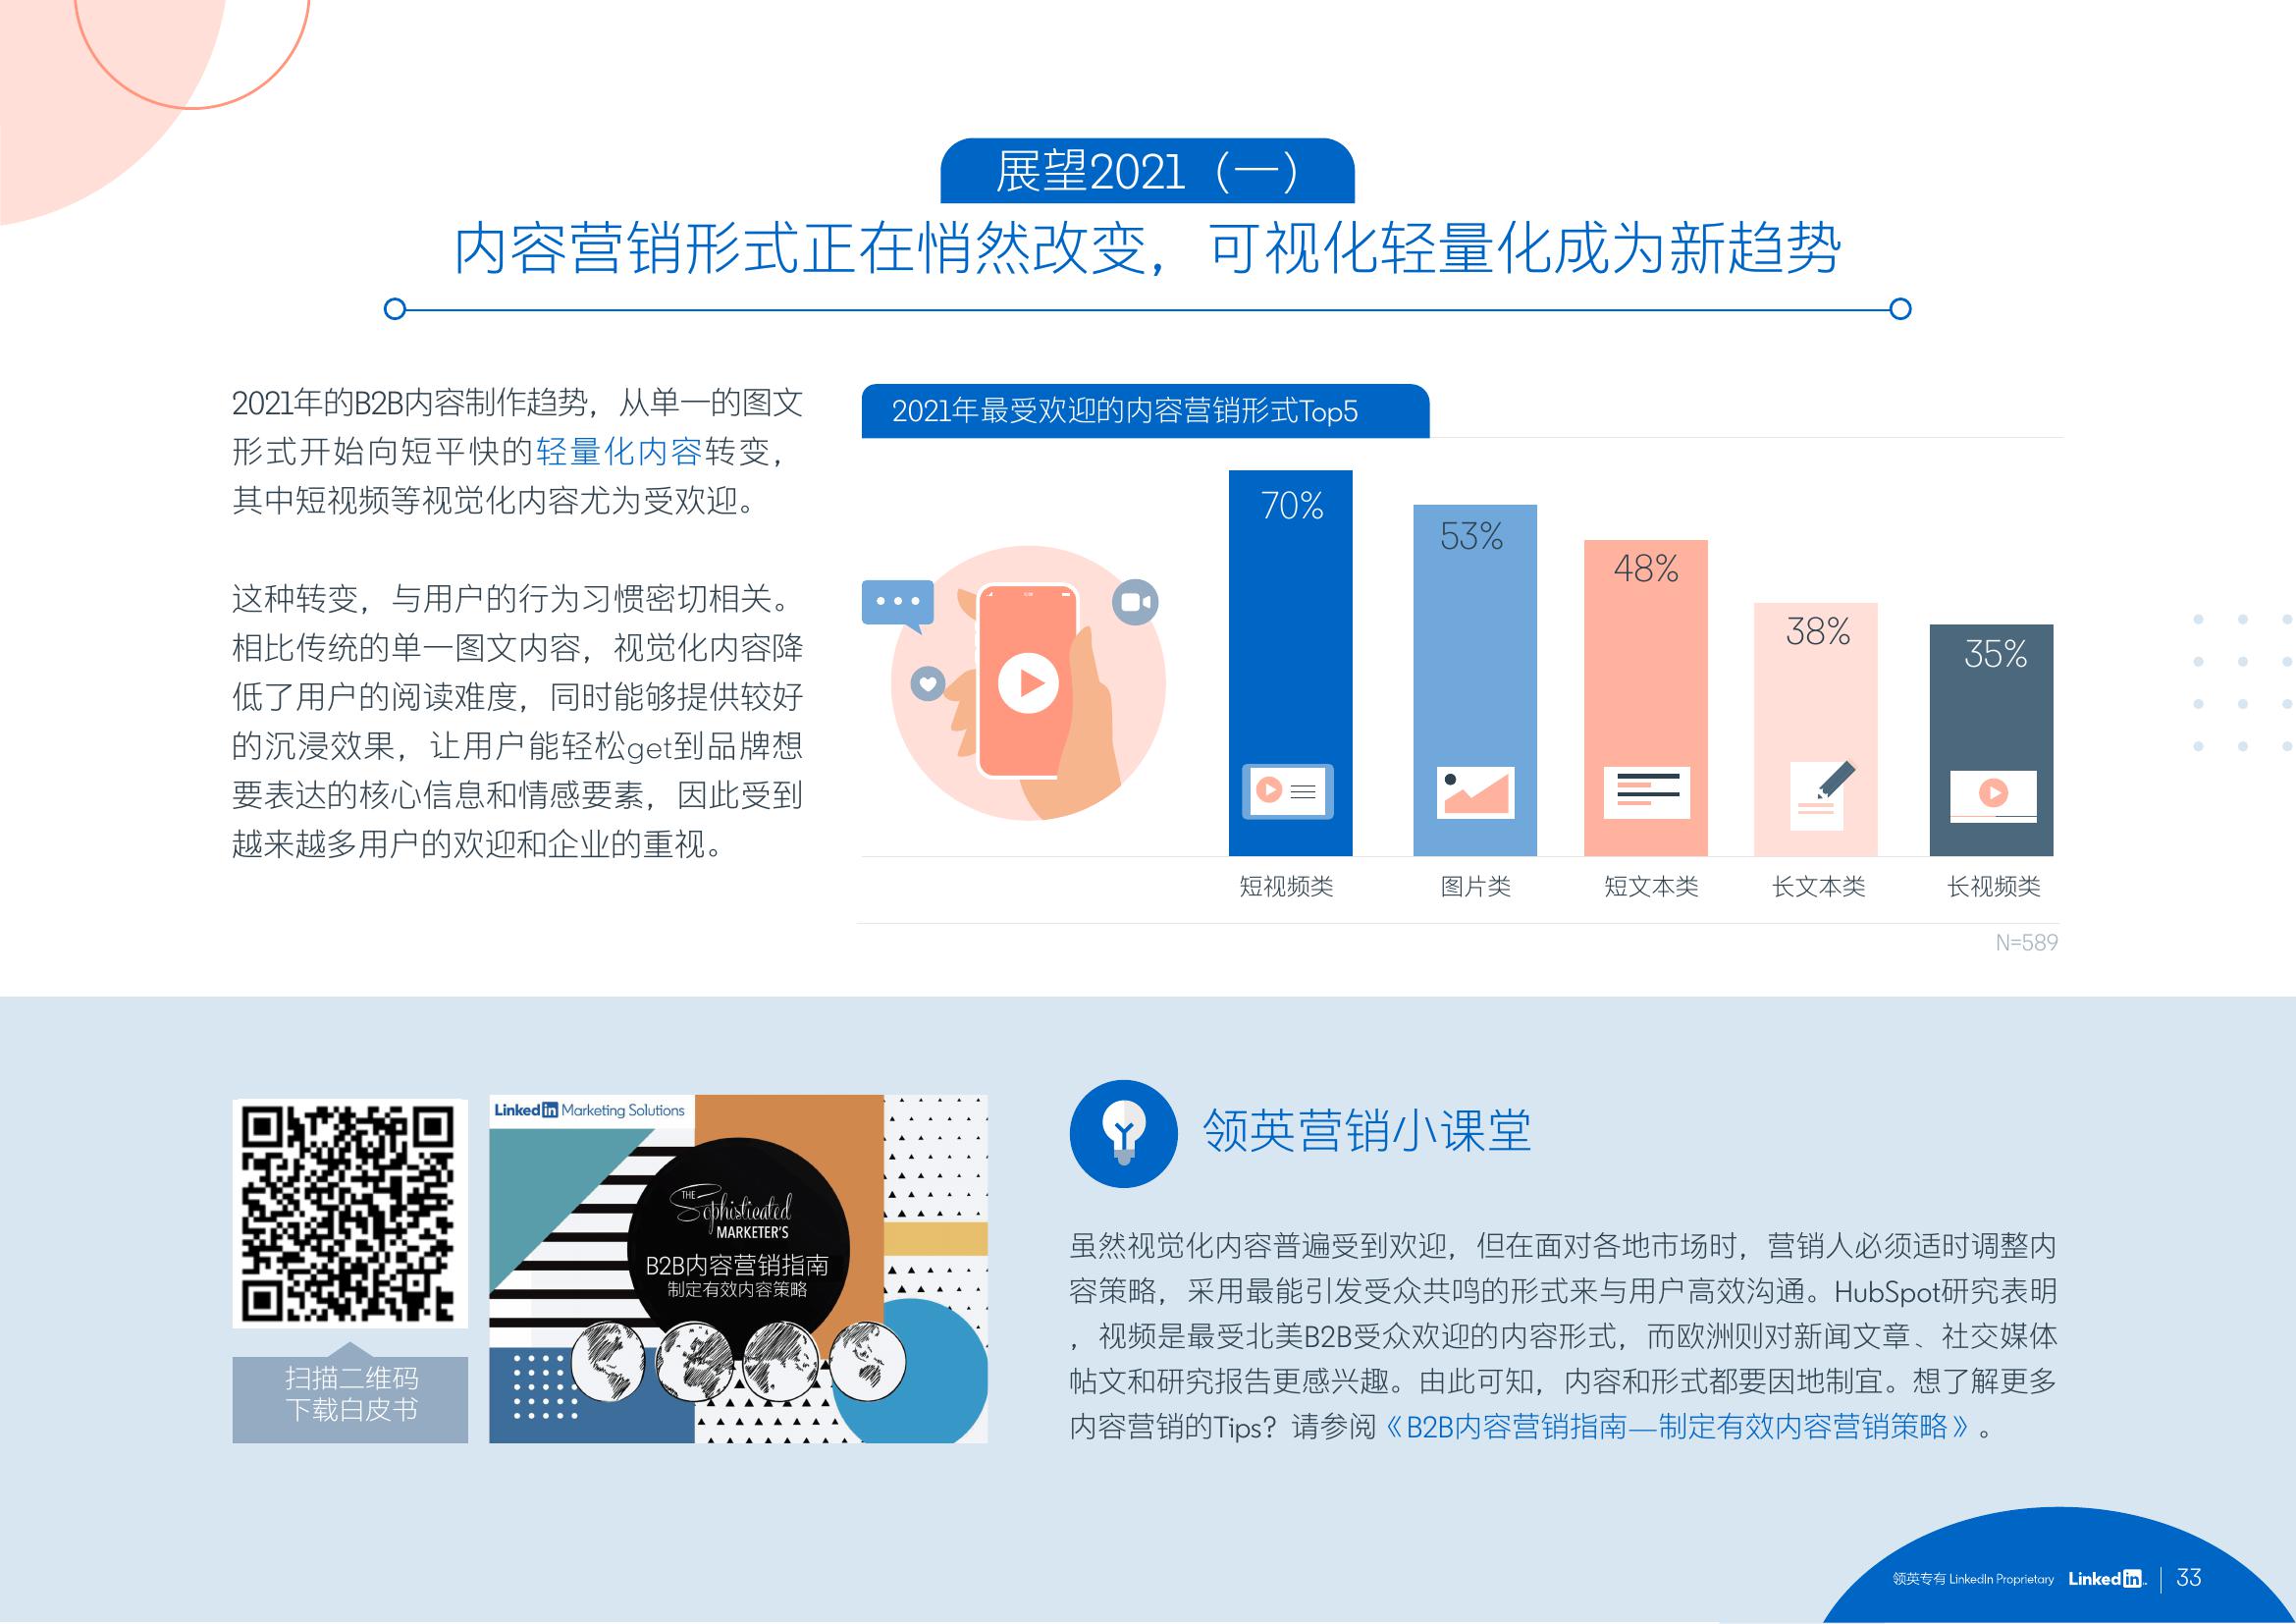 展望2021（一）
内容营销形式正在悄然改变，可视化轻量化成为新趋势
2021年的B2B内容制作趋势，从单一的图文
形式开始向短平快的轻量化内容转变，
其中短视频等视觉化内容尤为受欢迎。
这种转变，与用户的行为习惯密切相关。
相比传统的单一图文内容，视觉化内容降
低了用户的阅读难度，同时能够提供较好
的沉浸效果，让用户能轻松get到品牌想
要表达的核心信息和情感要素，因此受到
越来越多用户的欢迎和企业的重视。
2021年最受欢迎的内容营销形式Top5
70%
53%
48%
38%
35%
短视频类
图片类
短文本类
长文本类
长视频类
N=589
扫描二维码
下载白皮书
Linkedin Marketing Solutions
THE
Sophisticated
MARKETER'S
B2B内容营销指南
制定有效内容策略
领英营销小课堂
虽然视觉化内容普遍受到欢迎，但在面对各地市场时，营销人必须适时调整内
容策略，采用最能引发受众共鸣的形式来与用户高效沟通。HubSpot研究表明
，视频是最受北美B2B受众欢迎的内容形式，而欧洲则对新闻文章、社交媒体
帖文和研究报告更感兴趣。由此可知，内容和形式都要因地制宜。想了解更多
内容营销的Tips？请参阅《B2B内容营销指南—制定有效内容营销策略》。
领英专有 LinkedIn Proprietary Linkedin 33